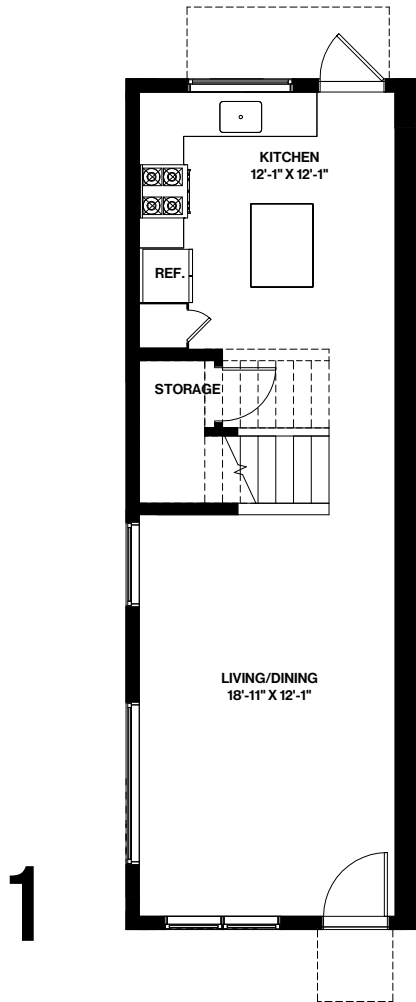 KITCHEN
12'-1" X 12'-1"
REF.
STORAGE
LIVING/DINING
18'-11" X 12'-1"
1